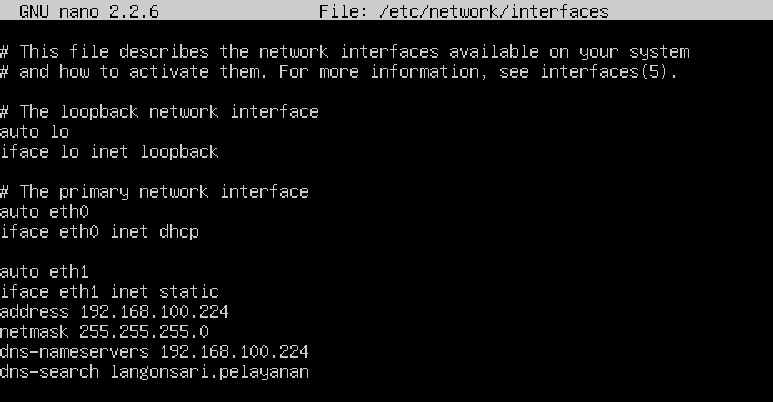 GNU nano 2.2.6 File: /etc/network/interfaces
# This file describes the network interfaces available on your system
# and how to activate them. For more information, see interfaces(5).
# The loopback network interface
auto lo
iface lo inet loopback
# The primary network interface
auto eth0
iface eth0 inet dhcp
auto eth1
iface eth1 inet static
address 192.168.100.224
netmask 255.255.255.0
dns-nameservers 192.168.100.224
dns-search langonsari.pelayanan